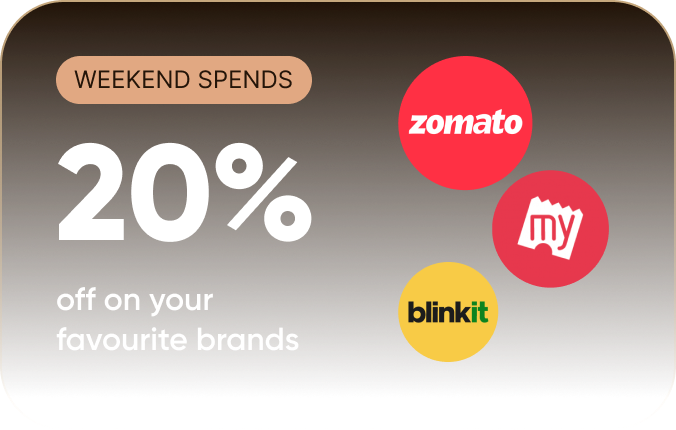 WEEKEND SPENDS
20%
off on your
favourite brands
zomato
my
blinkit